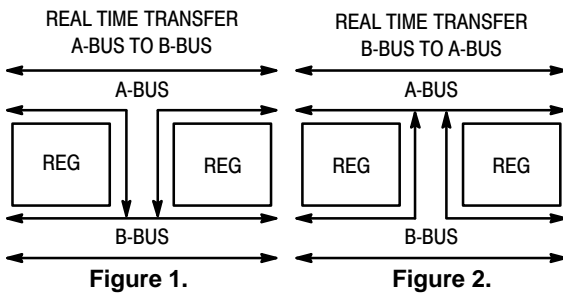 REAL TIME TRANSFER
A-BUS TO B-BUS
A-BUS
REG
REG
B-BUS
Figure 1.
REAL TIME TRANSFER
B-BUS TO A-BUS
A-BUS
REG
REG
B-BUS
Figure 2.